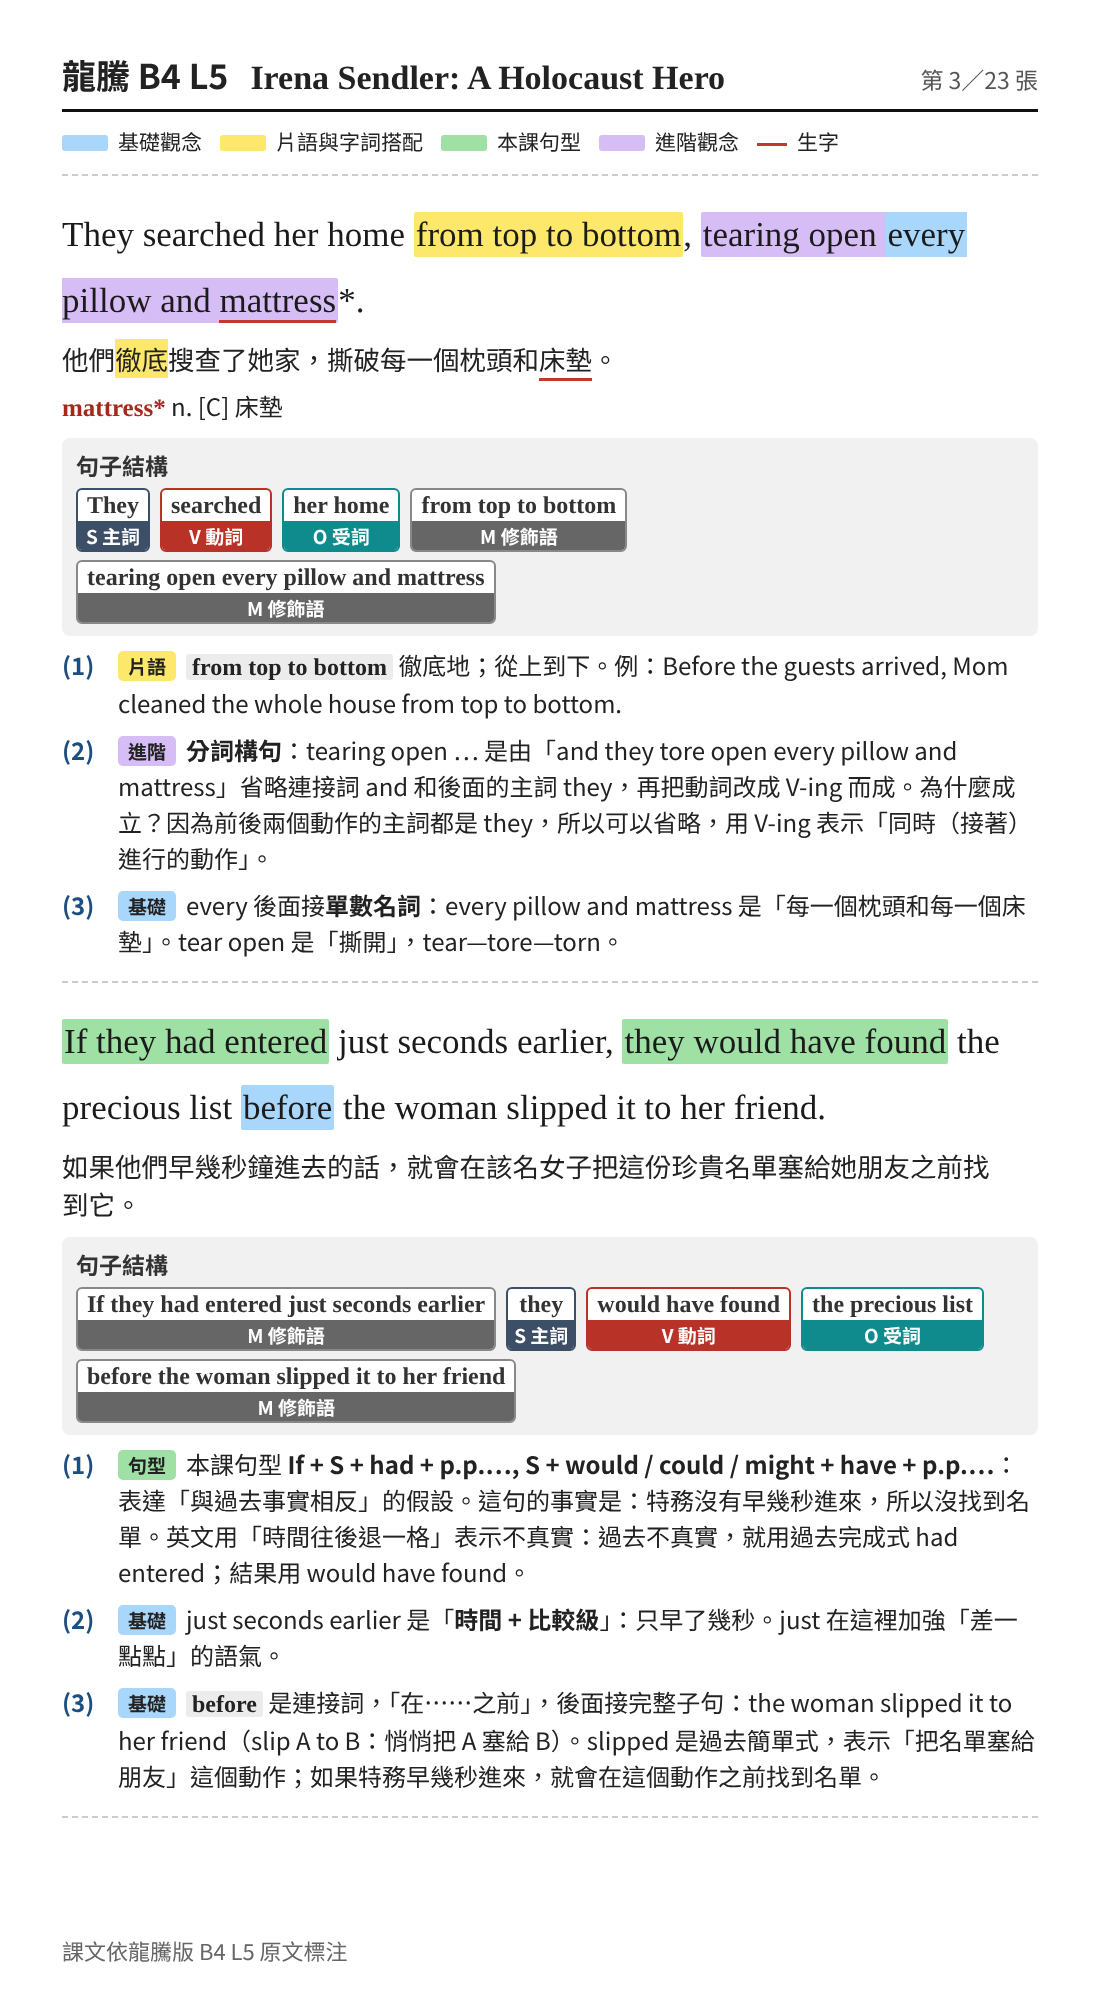 龍騰 B4 L5 Irena Sendler: A Holocaust Hero 第 3／23 張
基礎觀念 片語與字詞搭配 本課句型 進階觀念 生字
They searched her home from top to bottom, tearing open every
pillow and mattress*.
他們徹底搜查了她家，撕破每一個枕頭和床墊。
mattress* n. [C] 床墊
句子結構
They searched her home from top to bottom
S 主詞 V 動詞 O 受詞 M 修飾語
tearing open every pillow and mattress
M 修飾語
(1) 片語 from top to bottom 徹底地；從上到下。例：Before the guests arrived, Mom
cleaned the whole house from top to bottom.
(2) 進階 分詞構句：tearing open … 是由「and they tore open every pillow and
mattress」省略連接詞 and 和後面的主詞 they，再把動詞改成 V-ing 而成。為什麼成
立？因為前後兩個動作的主詞都是 they，所以可以省略，用 V-ing 表示「同時（接著）
進行的動作」。
(3) 基礎 every 後面接單數名詞：every pillow and mattress 是「每一個枕頭和每一個床
墊」。tear open 是「撕開」，tear—tore—torn。
If they had entered just seconds earlier, they would have found the
precious list before the woman slipped it to her friend.
如果他們早幾秒鐘進去的話，就會在該名女子把這份珍貴名單塞給她朋友之前找
到它。
句子結構
If they had entered just seconds earlier they would have found the precious list
M 修飾語 S 主詞 V 動詞 O 受詞
before the woman slipped it to her friend
M 修飾語
(1) 句型 本課句型 If + S + had + p.p.…, S + would / could / might + have + p.p.…：
表達「與過去事實相反」的假設。這句的事實是：特務沒有早幾秒進來，所以沒找到名
單。英文用「時間往後退一格」表示不真實：過去不真實，就用過去完成式 had
entered；結果用 would have found。
(2) 基礎 just seconds earlier 是「時間 + 比較級」：只早了幾秒。just 在這裡加強「差一
點點」的語氣。
(3) 基礎 before 是連接詞，「在……之前」，後面接完整子句：the woman slipped it to
her friend（slip A to B：悄悄把 A 塞給 B）。slipped 是過去簡單式，表示「把名單塞給
朋友」這個動作；如果特務早幾秒進來，就會在這個動作之前找到名單。
課文依龍騰版 B4 L5 原文標注